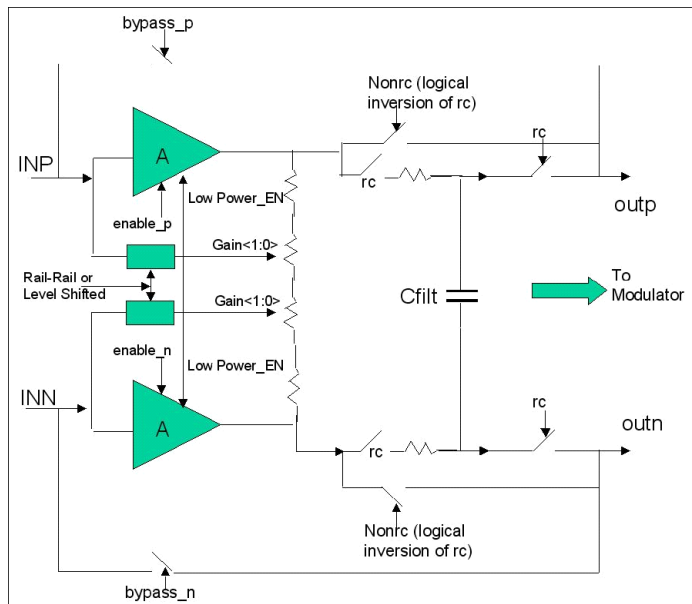 bypass_p
Nonrc (logical
inversion of rc)
rc
A
INP
rc
Low Power_EN
outp
enable_p
Gain<1:0>
Rail-Rail or
Level Shifted
To
Modulator
Cfilt
Gain<1:0>
enable_n
Low Power_EN
INN
rc
outn
A
rc
Nonrc (logical
inversion of rc)
bypass_n